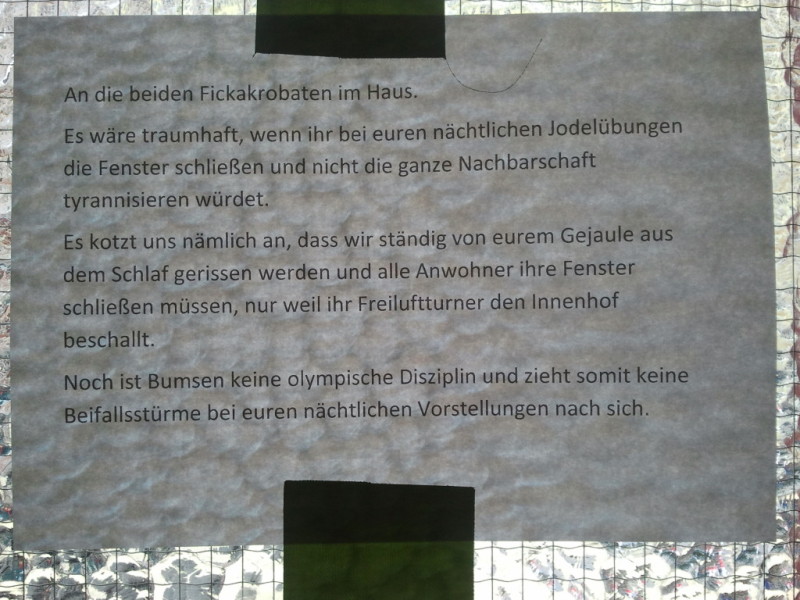 An die beiden Fickakrobaten im Haus.
Es wäre traumhaft, wenn ihr bei euren nächtlichen Jodelübungen
die Fenster schließen und nicht die ganze Nachbarschaft
tyrannisieren würdet.
Es kotzt uns nämlich an, dass wir ständig von eurem Gejaule aus
dem Schlaf gerissen werden und alle Anwohner ihre Fenster
schließen müssen, nur weil ihr Freiluftturner den Innenhof
beschallt.
Noch ist Bumsen keine olympische Disziplin und zieht somit keine
Beifallsstürme bei euren nächtlichen Vorstellungen nach sich.